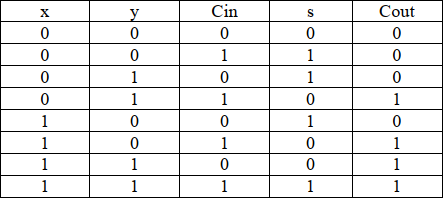 x y Cin s Cout
0 0 0 0 0
0 0 1 1 0
0 1 0 1 0
0 1 1 0 1
1 0 0 1 0
1 0 1 0 1
1 1 0 0 1
1 1 1 1 1